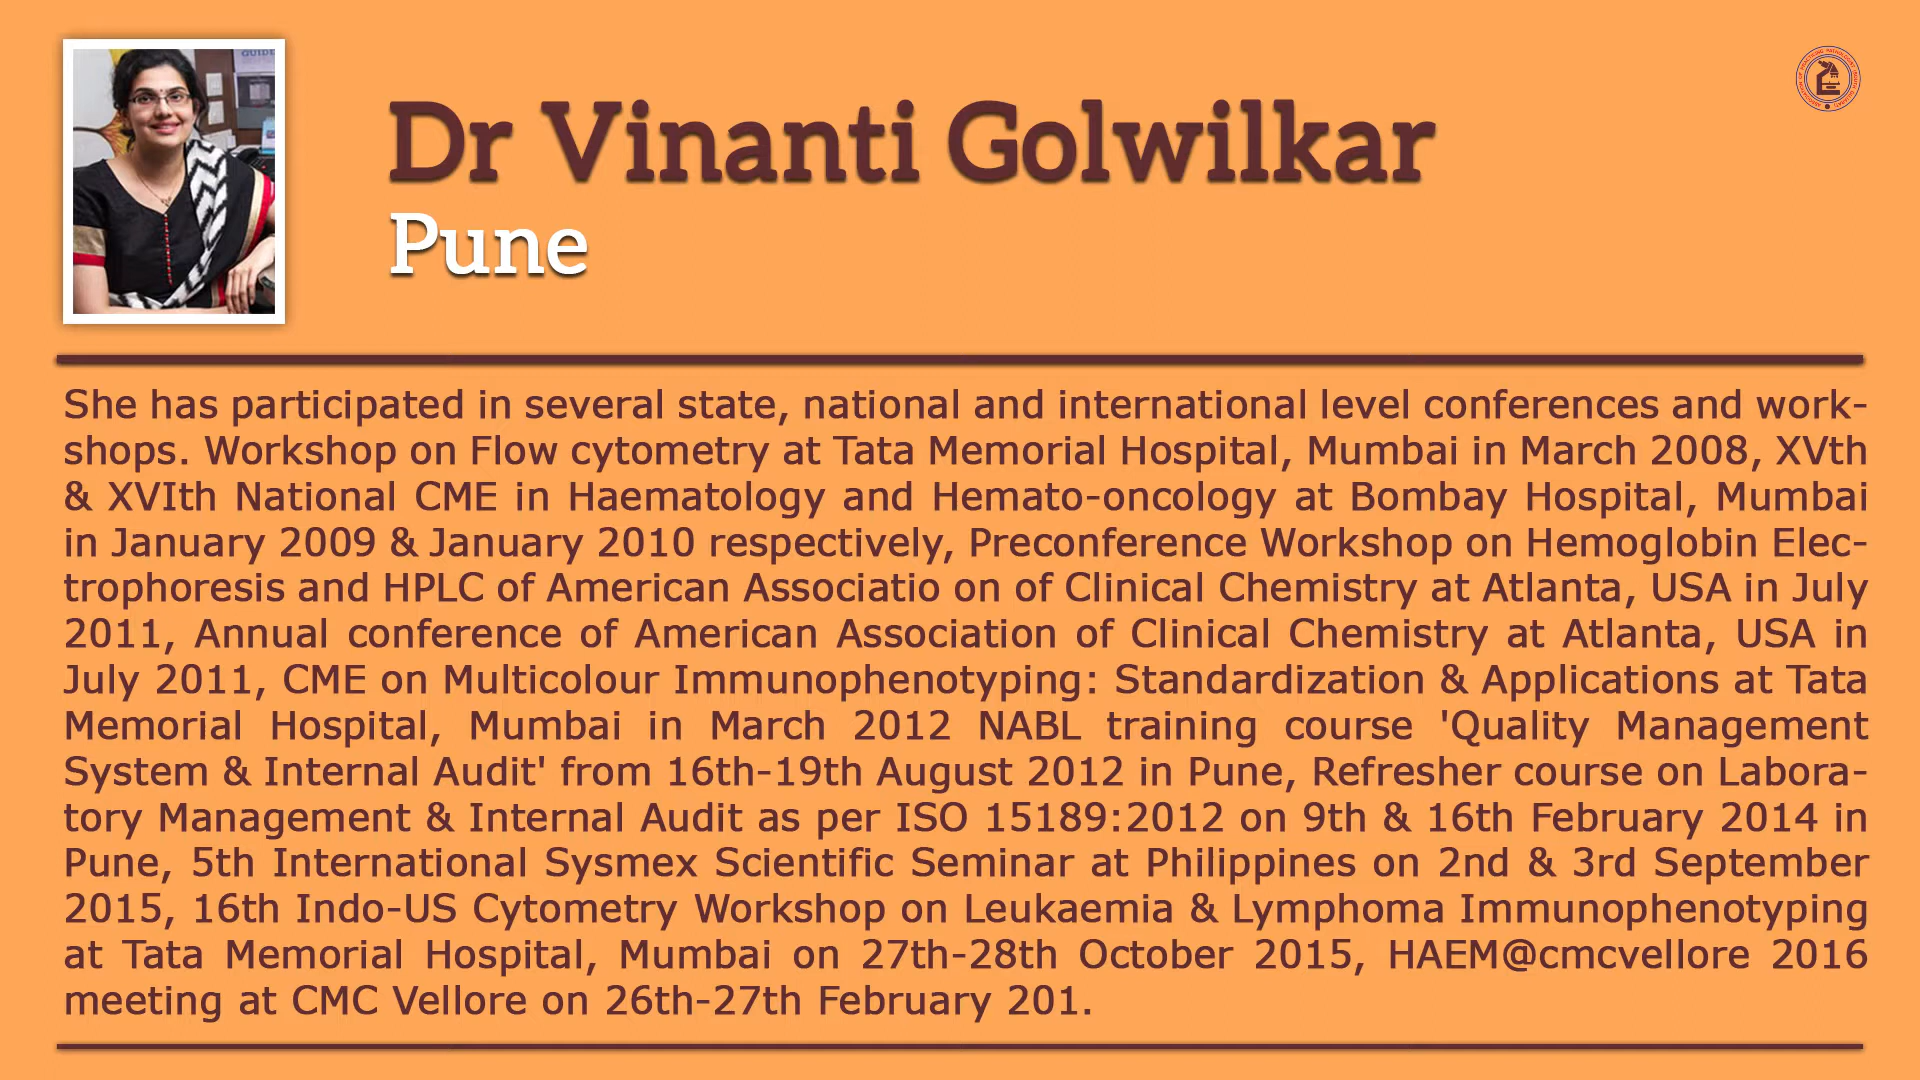 Dr Vinanti Golwilkar
Pune
She has participated in several state, national and international level conferences and work-
shops. Workshop on Flow cytometry at Tata Memorial Hospital, Mumbai in March 2008, XVth
& XVIth National CME in Haematology and Hemato-oncology at Bombay Hospital, Mumbai
in January 2009 & January 2010 respectively, Preconference Workshop on Hemoglobin Elec-
trophoresis and HPLC of American Associatio on of Clinical Chemistry at Atlanta, USA in July
2011, Annual conference of American Association of Clinical Chemistry at Atlanta, USA in
July 2011, CME on Multicolour Immunophenotyping: Standardization & Applications at Tata
Memorial Hospital, Mumbai in March 2012 NABL training course 'Quality Management
System & Internal Audit' from 16th-19th August 2012 in Pune, Refresher course on Labora-
tory Management & Internal Audit as per ISO 15189:2012 on 9th & 16th February 2014 in
Pune, 5th International Sysmex Scientific Seminar at Philippines on 2nd & 3rd September
2015, 16th Indo-US Cytometry Workshop on Leukaemia & Lymphoma Immunophenotyping
at Tata Memorial Hospital, Mumbai on 27th-28th October 2015, HAEM@cmcvellore 2016
meeting at CMC Vellore on 26th-27th February 201.